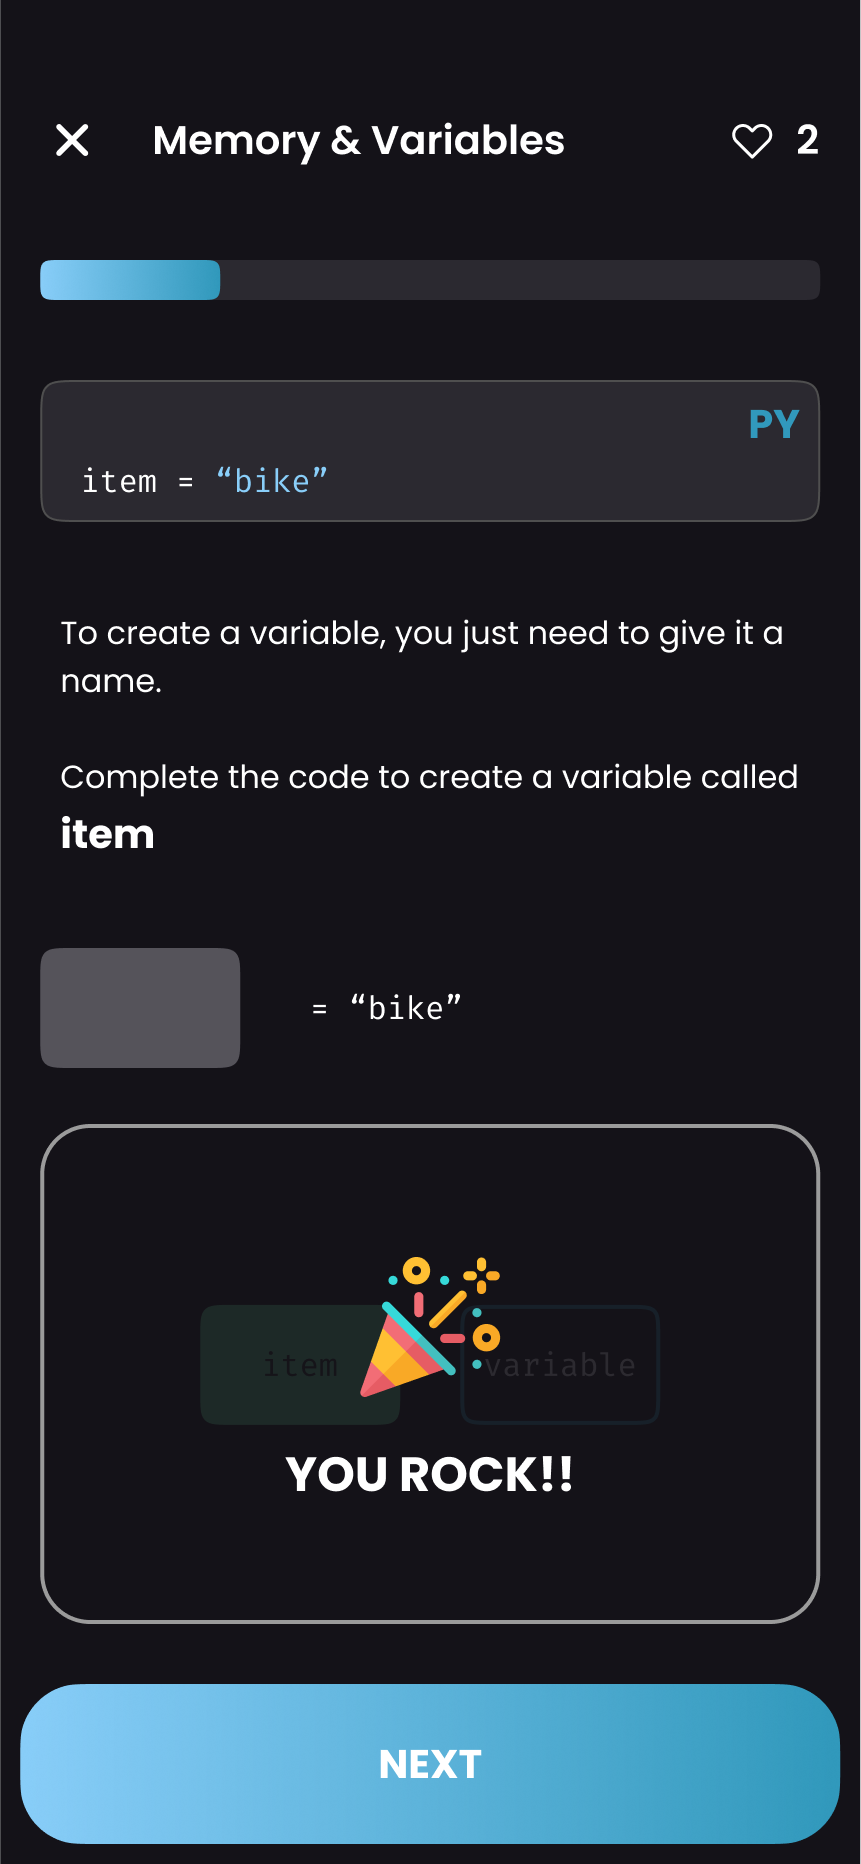 Memory & Variables
2
PY
item = “bike”
To create a variable, you just need to give it a
name.
Complete the code to create a variable called
item
= “bike”
item
variable
YOU ROCK!!
NEXT